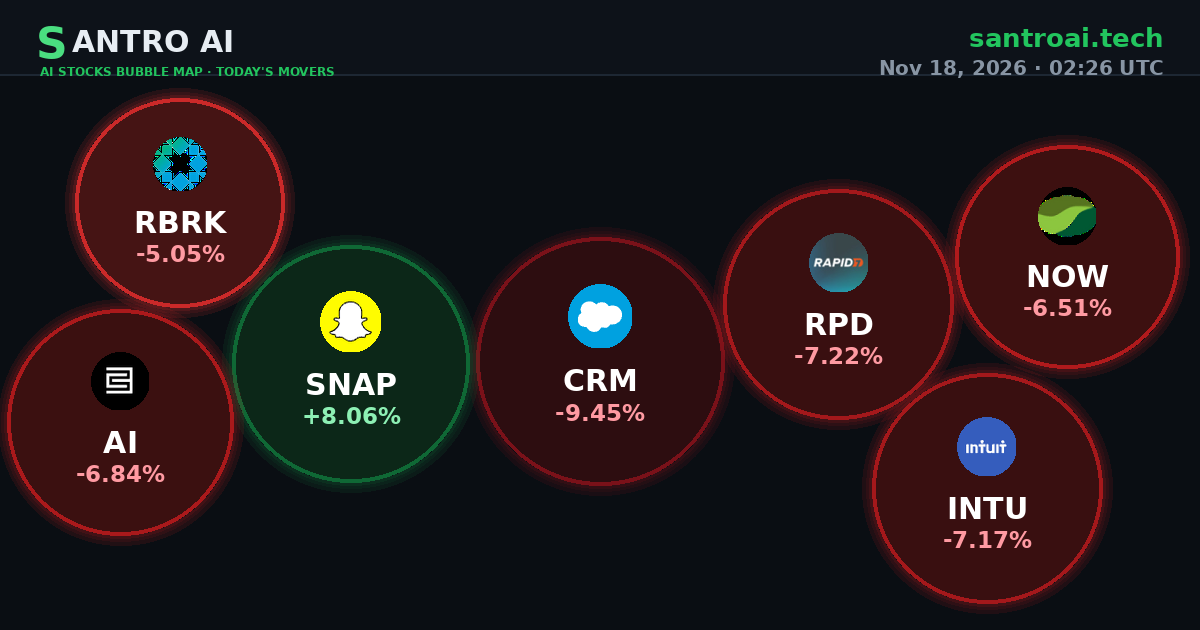 SANTRO AI
AI STOCKS BUBBLE MAP · TODAY'S MOVERS
santroai.tech
Nov 18, 2026 · 02:26 UTC
RBRK
-5.05%
AI
-6.84%
SNAP
+8.06%
CRM
-9.45%
RAPID7
RPD
-7.22%
NOW
-6.51%
intuit
INTU
-7.17%